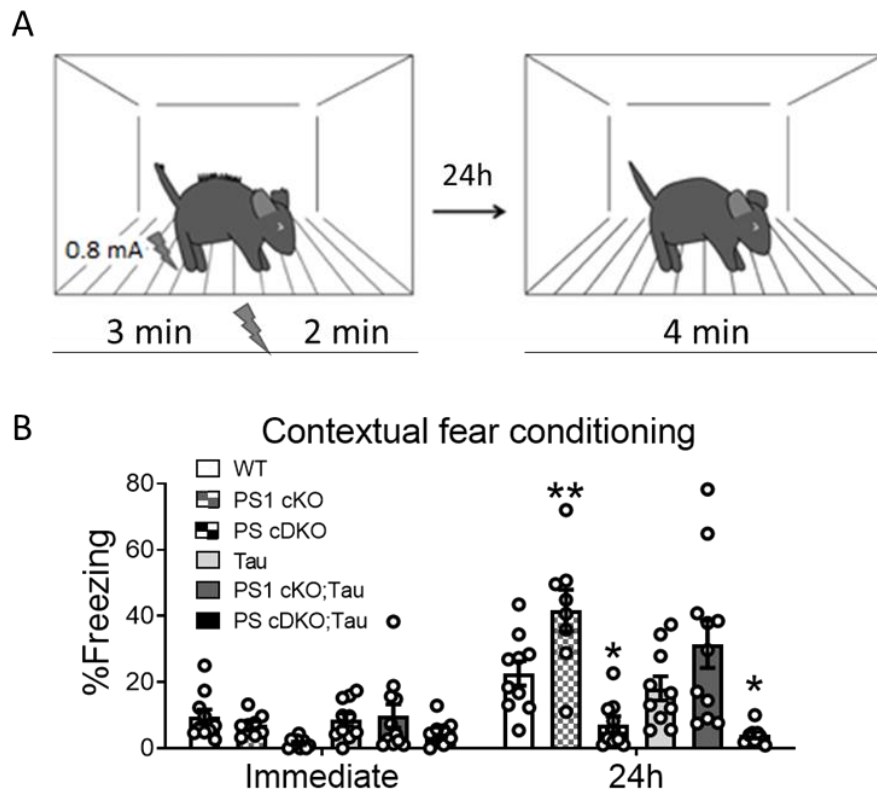 A
24h
0.8 mA
3 min
2 min
4 min
B
Contextual fear conditioning
WT
PS1 cKO
PS cDKO
Tau
PS1 cKO;Tau
PS cDKO;Tau
%Freezing
80
60
40
20
0
**
*
*
Immediate
24h